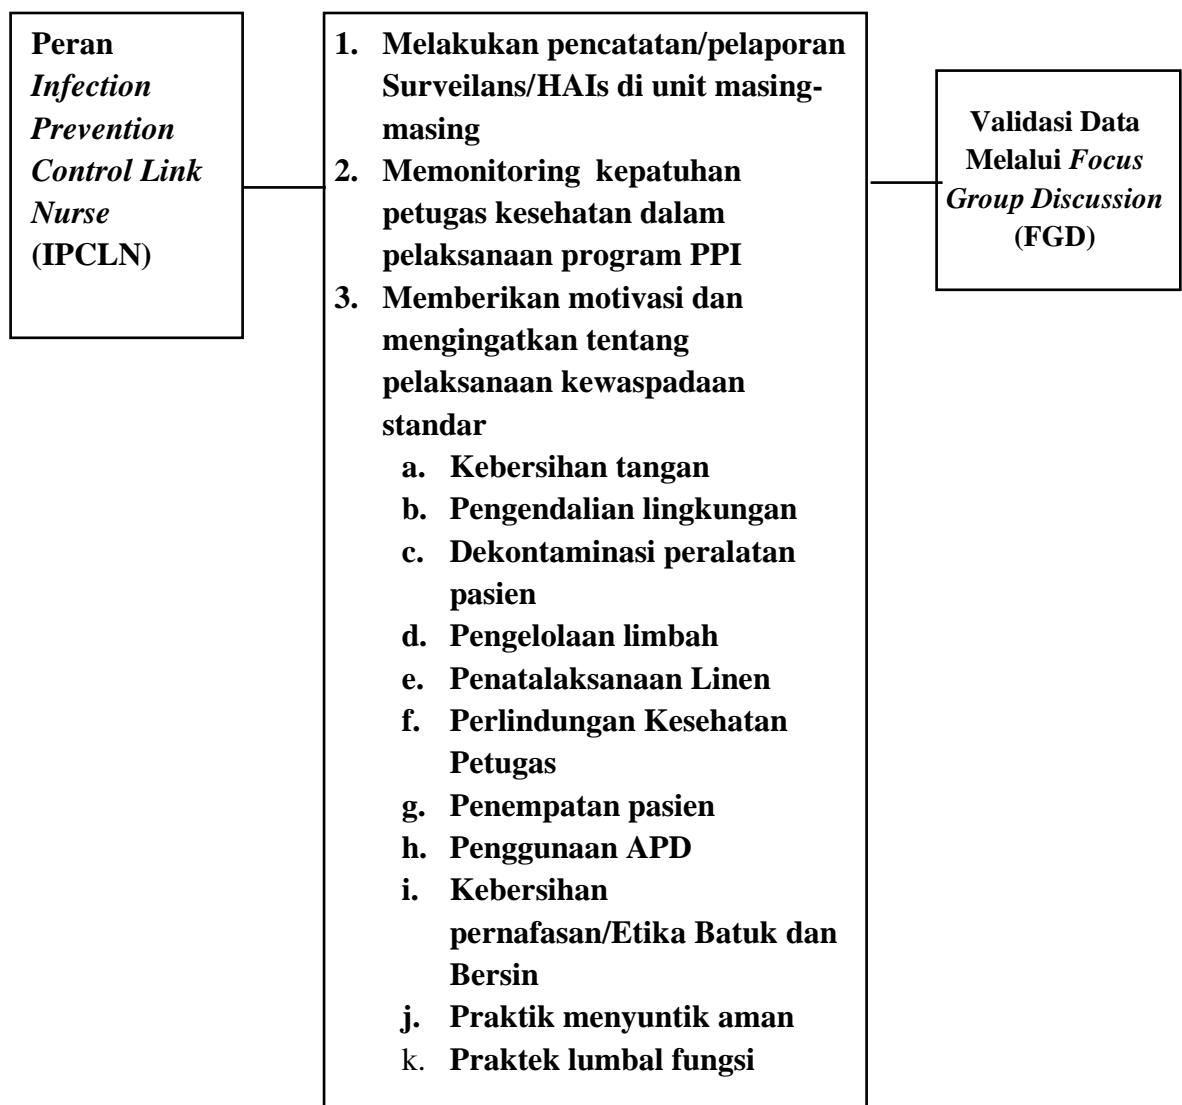 Peran
Infection
Prevention
Control Link
Nurse
(IPCLN)
1. Melakukan pencatatan/pelaporan
Surveilans/HAIs di unit masing-
masing
2. Memonitoring kepatuhan
petugas kesehatan dalam
pelaksanaan program PPI
3. Memberikan motivasi dan
mengingatkan tentang
pelaksanaan kewaspadaan
standar
a. Kebersihan tangan
b. Pengendalian lingkungan
c. Dekontaminasi peralatan
pasien
d. Pengelolaan limbah
e. Penatalaksanaan Linen
f. Perlindungan Kesehatan
Petugas
g. Penempatan pasien
h. Penggunaan APD
i. Kebersihan
pernafasan/Etika Batuk dan
Bersin
j. Praktik menyuntik aman
k. Praktek lumbal fungsi
Validasi Data
Melalui Focus
Group Discussion
(FGD)